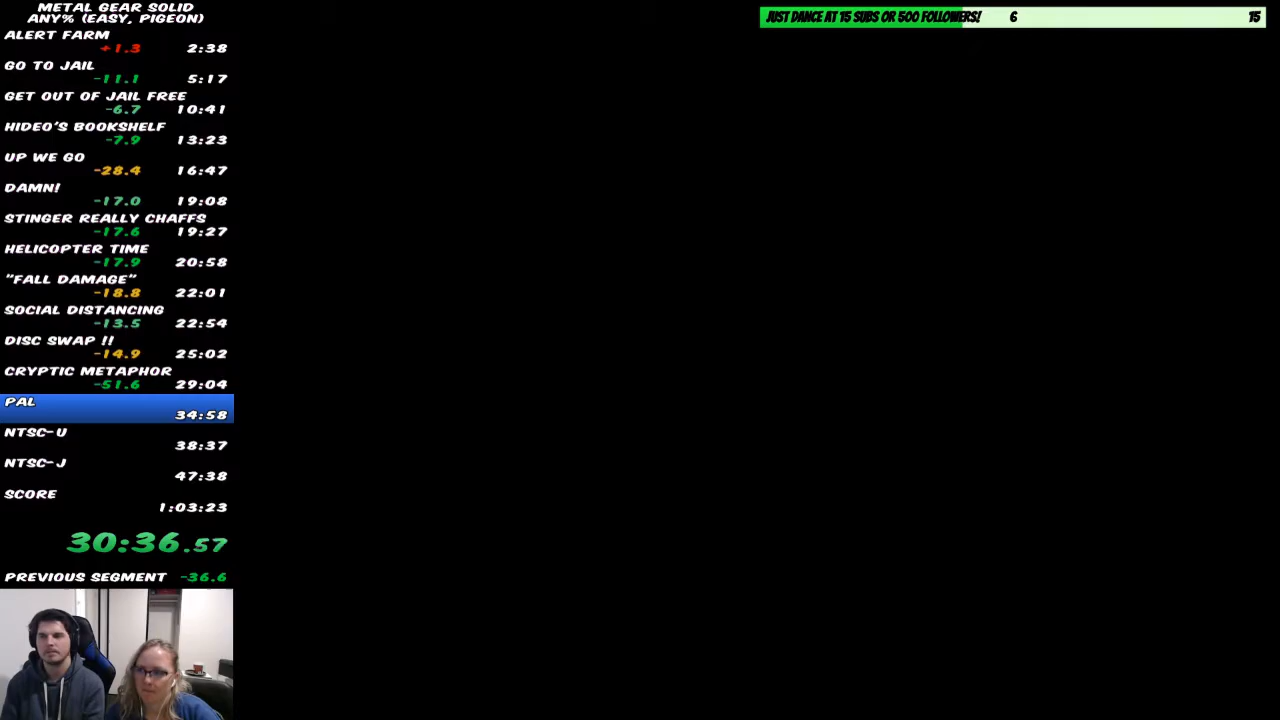 METAL GEAR SOLID
ANY% (EASY, PIGEON)
ALERT FARM
+1.3 2:38
GO TO JAIL
-11.1 5:17
GET OUT OF JAIL FREE
-6.7 10:41
HIDEO'S BOOKSHELF
-7.9 13:23
UP WE GO
-28.4 16:47
DAMN!
-17.0 19:08
STINGER REALLY CHAFFS
-17.6 19:27
HELICOPTER TIME
-17.9 20:58
"FALL DAMAGE"
-18.8 22:01
SOCIAL DISTANCING
-13.5 22:54
DISC SWAP !!
-14.9 25:02
CRYPTIC METAPHOR
-51.6 29:04
PAL
34:58
NTSC-U
38:37
NTSC-J
47:38
SCORE
1:03:23
30:36.57
PREVIOUS SEGMENT -36.6
JUST DANCE AT 15 SUBS OR 500 FOLLOWERS! 6 15